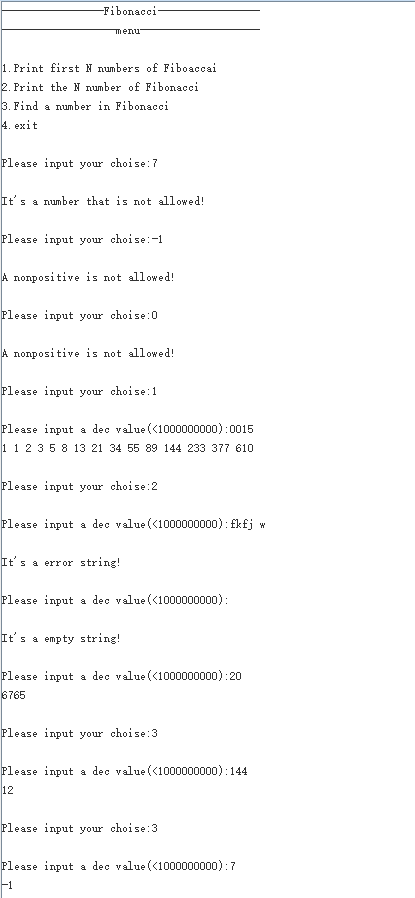 Fibonacci
menu
1.Print first N numbers of Fiboaccai
2.Print the N number of Fibonacci
3.Find a number in Fibonacci
4.exit
Please input your choise:7
It's a number that is not allowed!
Please input your choise:-1
A nonpositive is not allowed!
Please input your choise:0
A nonpositive is not allowed!
Please input your choise:1
Please input a dec value(<1000000000):0015
1 1 2 3 5 8 13 21 34 55 89 144 233 377 610
Please input your choise:2
Please input a dec value(<1000000000):fkfj w
It's a error string!
Please input a dec value(<1000000000):
It's a empty string!
Please input a dec value(<1000000000):20
6765
Please input your choise:3
Please input a dec value(<1000000000):144
12
Please input your choise:3
Please input a dec value(<1000000000):7
-1